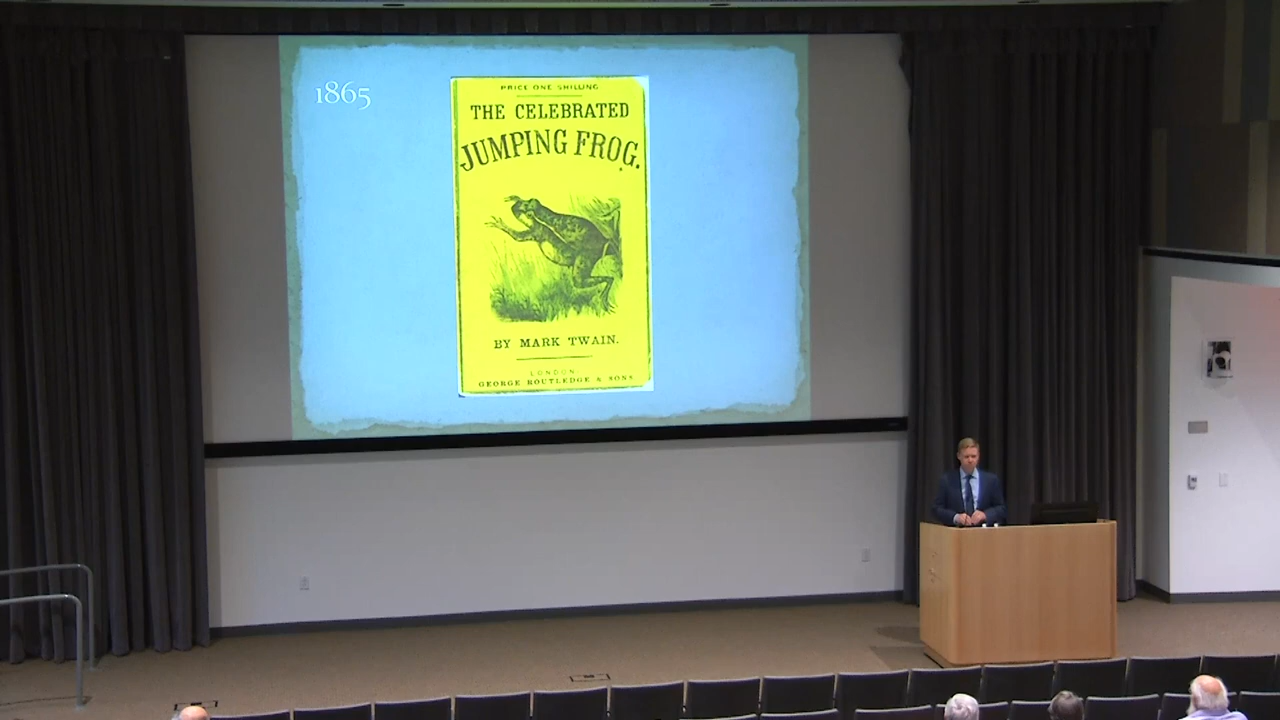 1865
PRICE ONE SHILLING
THE CELEBRATED
JUMPING FROG.
BY MARK TWAIN.
LONDON:
GEORGE ROUTLEDGE & SONS